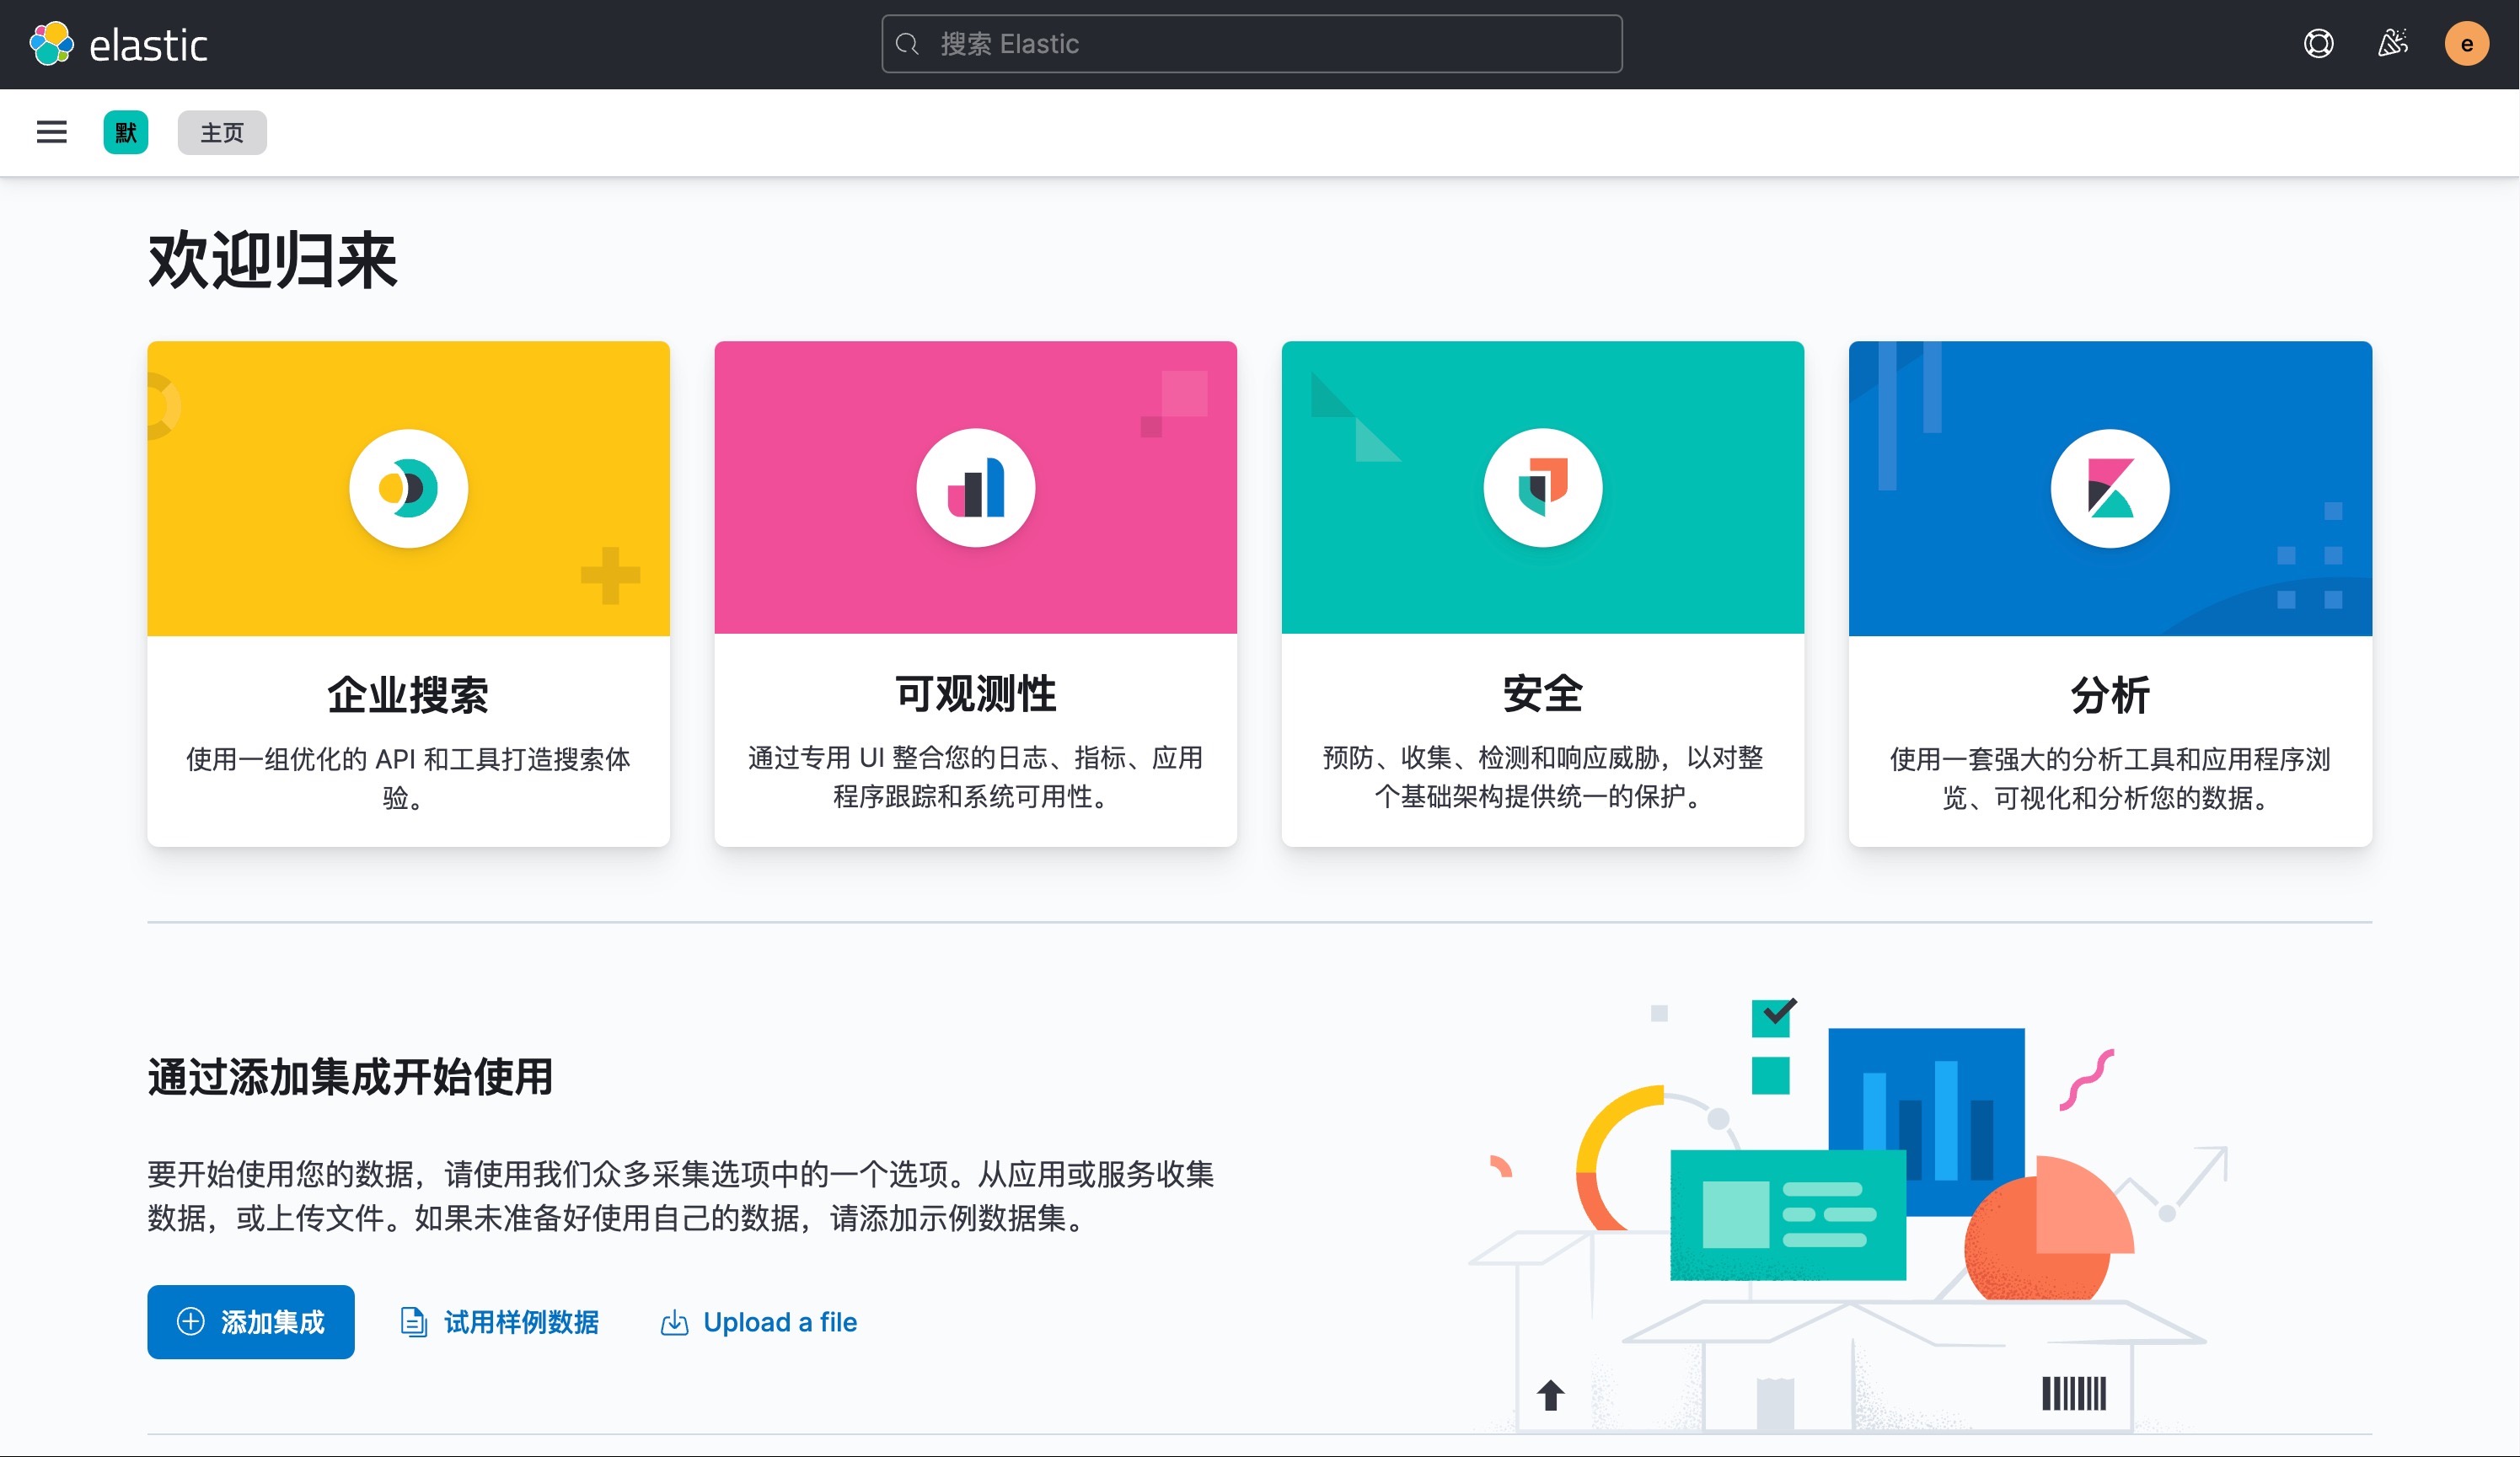 elastic
搜索 Elastic
e
默
主页
欢迎归来
企业搜索
使用一组优化的 API 和工具打造搜索体
验。
可观测性
通过专用 UI 整合您的日志、指标、应用
程序跟踪和系统可用性。
安全
预防、收集、检测和响应威胁，以对整
个基础架构提供统一的保护。
分析
使用一套强大的分析工具和应用程序浏
览、可视化和分析您的数据。
通过添加集成开始使用
要开始使用您的数据，请使用我们众多采集选项中的一个选项。从应用或服务收集
数据，或上传文件。如果未准备好使用自己的数据，请添加示例数据集。
添加集成
试用样例数据
Upload a file